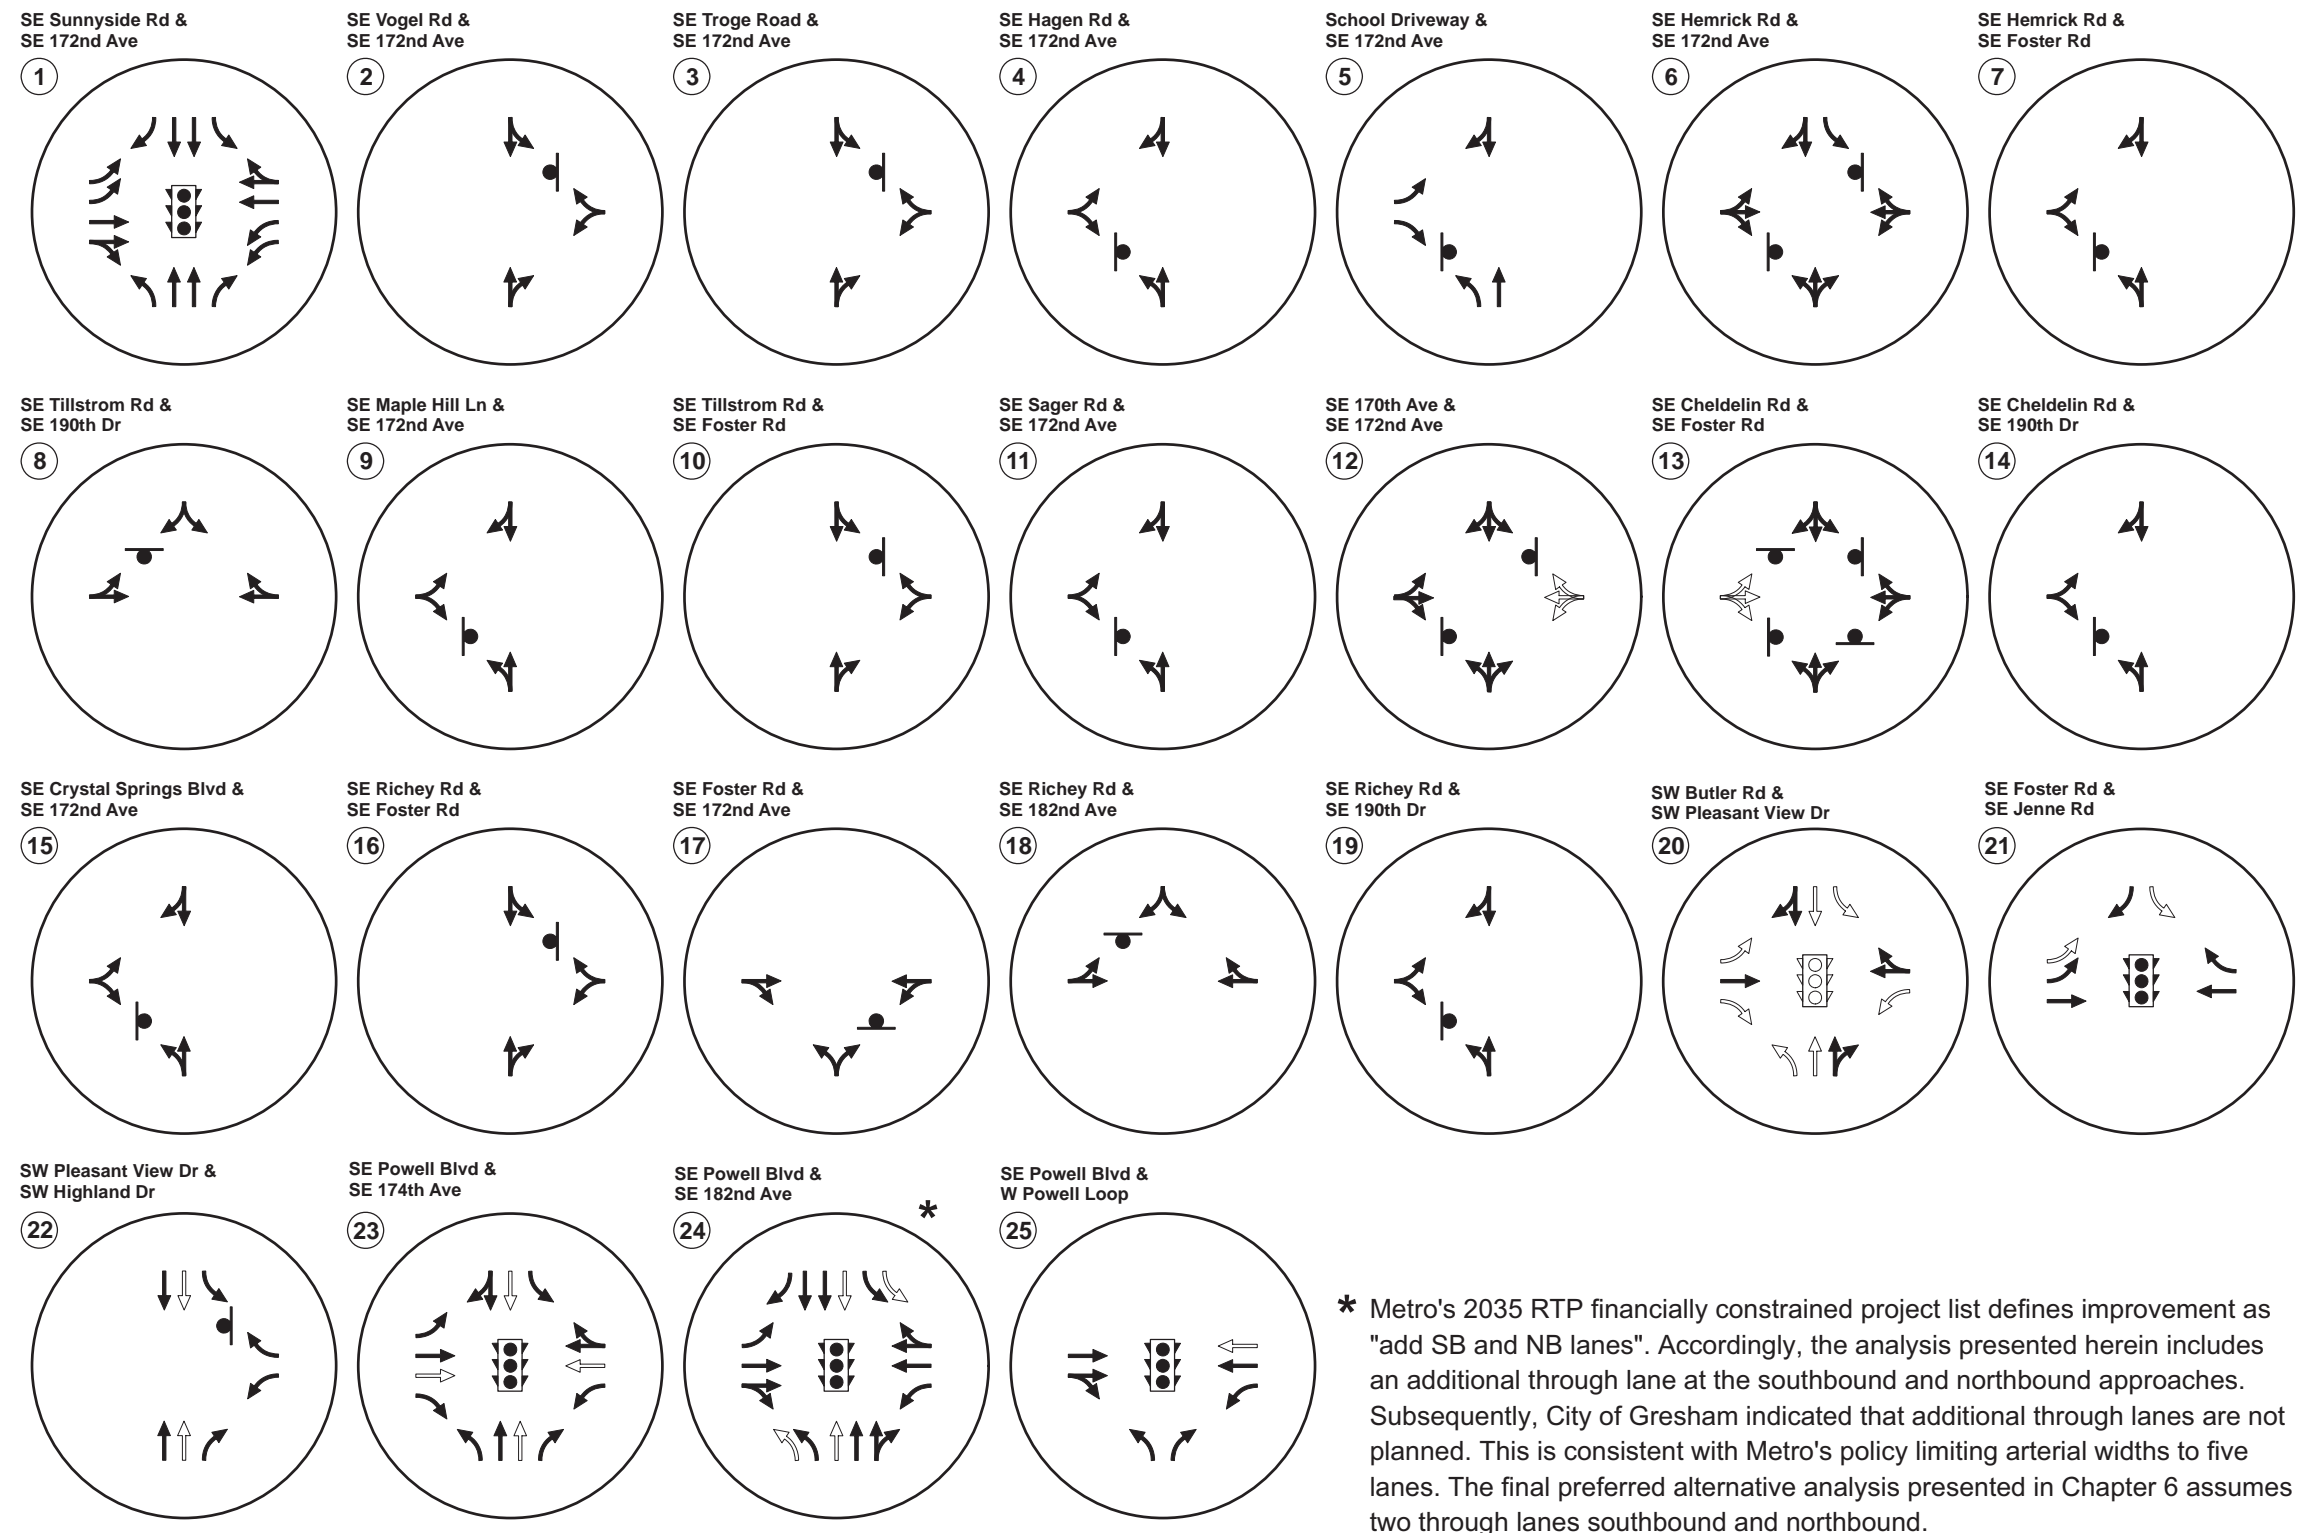 SE Sunnyside Rd &
SE 172nd Ave
1
SE Vogel Rd &
SE 172nd Ave
2
SE Troge Road &
SE 172nd Ave
3
SE Hagen Rd &
SE 172nd Ave
4
School Driveway &
SE 172nd Ave
5
SE Hemrick Rd &
SE 172nd Ave
6
SE Hemrick Rd &
SE Foster Rd
7
SE Tillstrom Rd &
SE 190th Dr
8
SE Maple Hill Ln &
SE 172nd Ave
9
SE Tillstrom Rd &
SE Foster Rd
10
SE Sager Rd &
SE 172nd Ave
11
SE 170th Ave &
SE 172nd Ave
12
SE Cheldelin Rd &
SE Foster Rd
13
SE Cheldelin Rd &
SE 190th Dr
14
SE Crystal Springs Blvd &
SE 172nd Ave
15
SE Richey Rd &
SE Foster Rd
16
SE Foster Rd &
SE 172nd Ave
17
SE Richey Rd &
SE 182nd Ave
18
SE Richey Rd &
SE 190th Dr
19
SW Butler Rd &
SW Pleasant View Dr
20
SE Foster Rd &
SE Jenne Rd
21
SW Pleasant View Dr &
SW Highland Dr
22
SE Powell Blvd &
SE 174th Ave
23
SE Powell Blvd &
SE 182nd Ave
24
*
SE Powell Blvd &
W Powell Loop
25
* Metro's 2035 RTP financially constrained project list defines improvement as
"add SB and NB lanes". Accordingly, the analysis presented herein includes
an additional through lane at the southbound and northbound approaches.
Subsequently, City of Gresham indicated that additional through lanes are not
planned. This is consistent with Metro's policy limiting arterial widths to five
lanes. The final preferred alternative analysis presented in Chapter 6 assumes
two through lanes southbound and northbound.